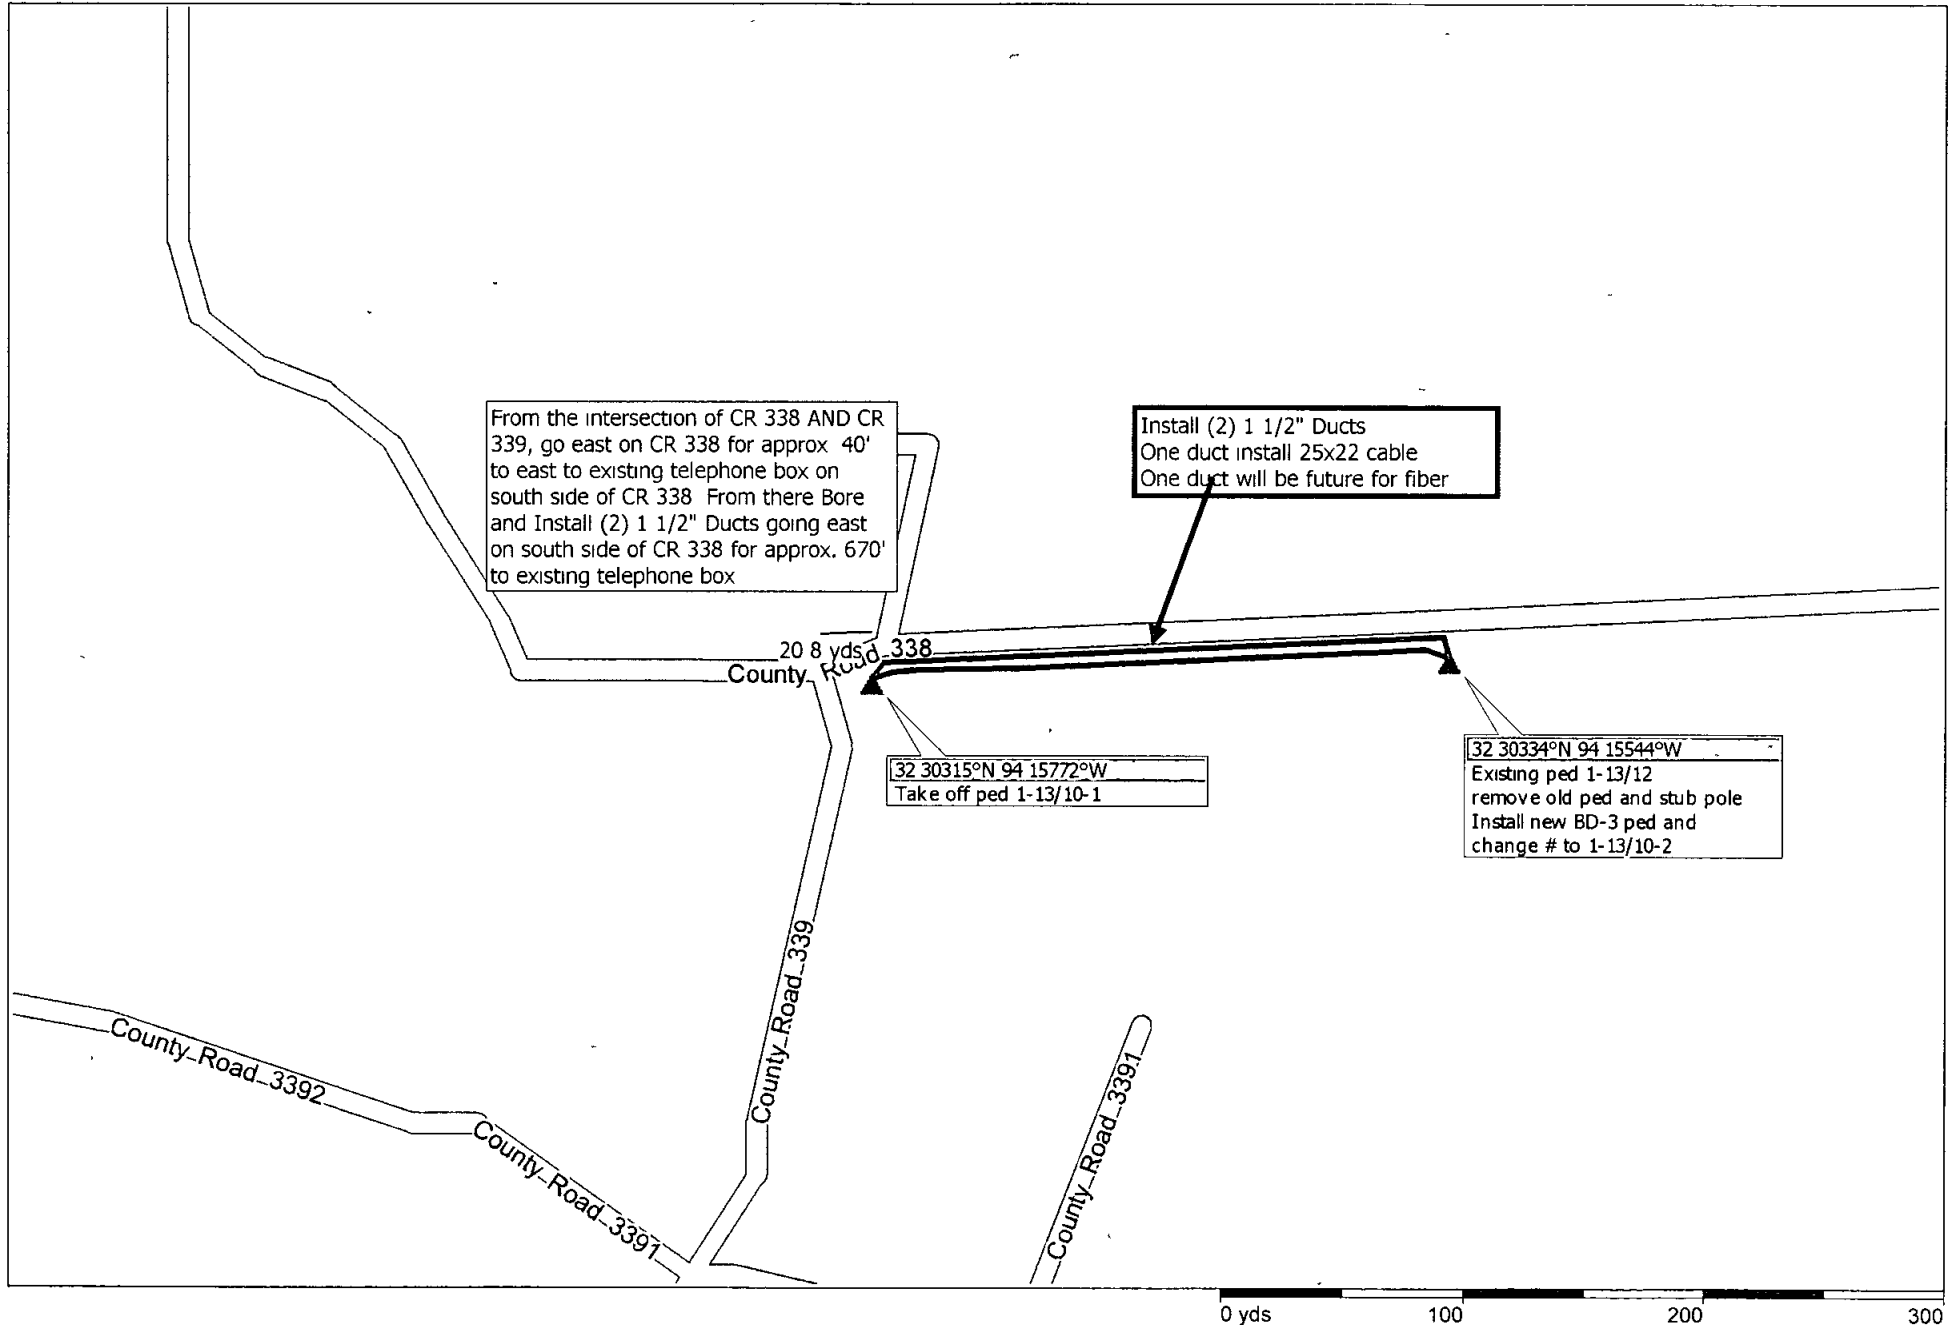 From the intersection of CR 338 AND CR
339, go east on CR 338 for approx 40'
to east to existing telephone box on
south side of CR 338 From there Bore
and Install (2) 1 1/2" Ducts going east
on south side of CR 338 for approx. 670'
to existing telephone box
Install (2) 1 1/2" Ducts
One duct install 25x22 cable
One duct will be future for fiber
20 8 yds
County_Road_338
32 30315°N 94 15772°W
Take off ped 1-13/10-1
32 30334°N 94 15544°W
Existing ped 1-13/12
remove old ped and stub pole
Install new BD-3 ped and
change # to 1-13/10-2
County_Road_339
County_Road_3392
County_Road_3391
County_Road_3391
0 yds 100 200 300